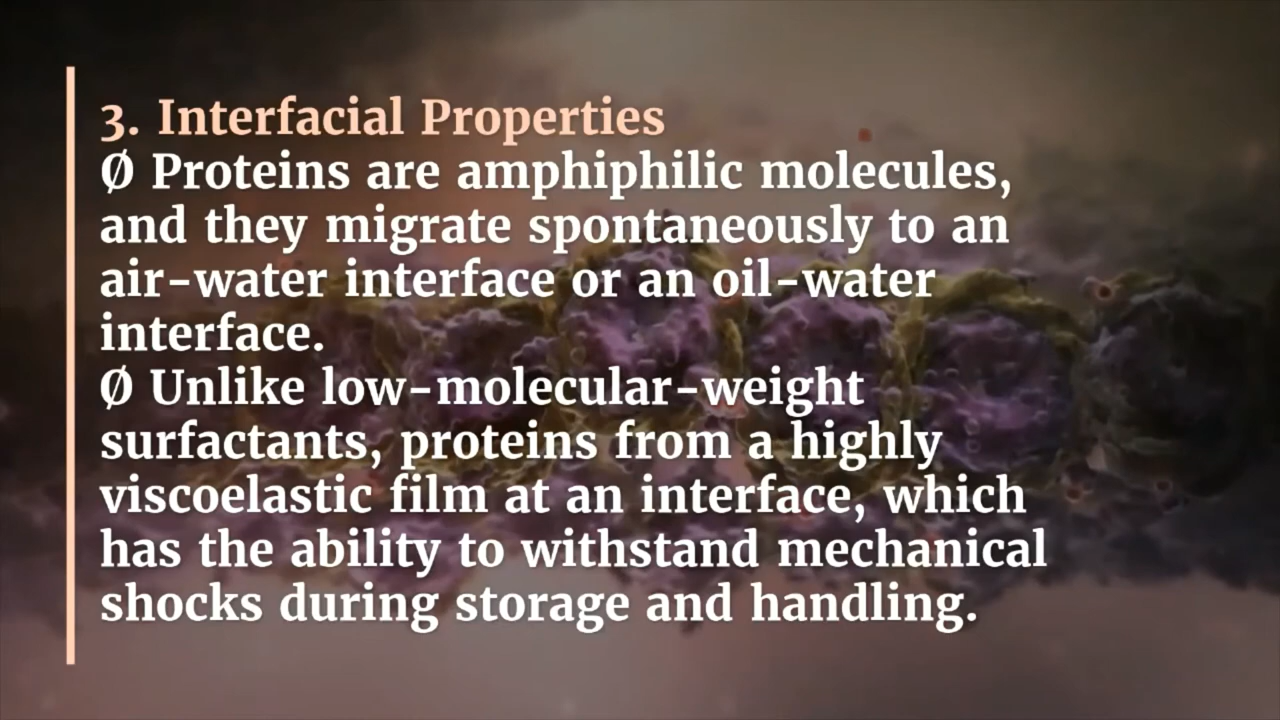 3. Interfacial Properties
Ø Proteins are amphiphilic molecules,
and they migrate spontaneously to an
air-water interface or an oil-water
interface.
Ø Unlike low-molecular-weight
surfactants, proteins from a highly
viscoelastic film at an interface, which
has the ability to withstand mechanical
shocks during storage and handling.